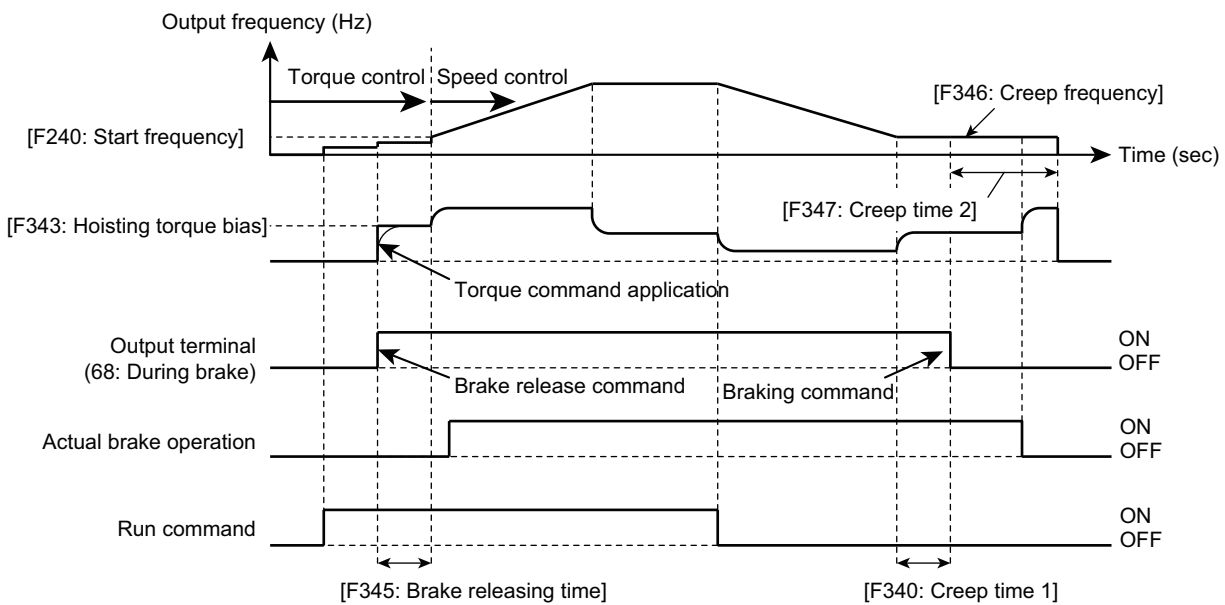 Output frequency (Hz)
Torque control
Speed control
[F346: Creep frequency]
[F240: Start frequency]
Time (sec)
[F347: Creep time 2]
[F343: Hoisting torque bias]
Torque command application
Output terminal
(68: During brake)
ON
OFF
Brake release command
Braking command
Actual brake operation
ON
OFF
Run command
ON
OFF
[F345: Brake releasing time]
[F340: Creep time 1]